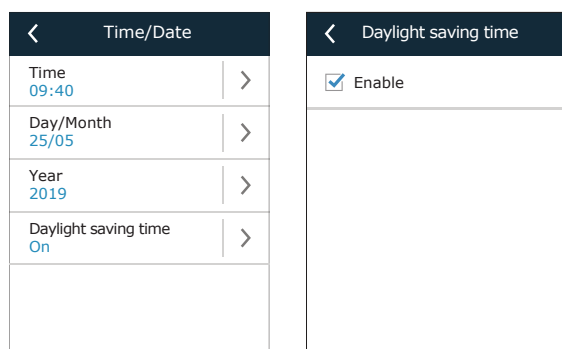 Time/Date
Time
09:40
Day/Month
25/05
Year
2019
Daylight saving time
On
Daylight saving time
Enable